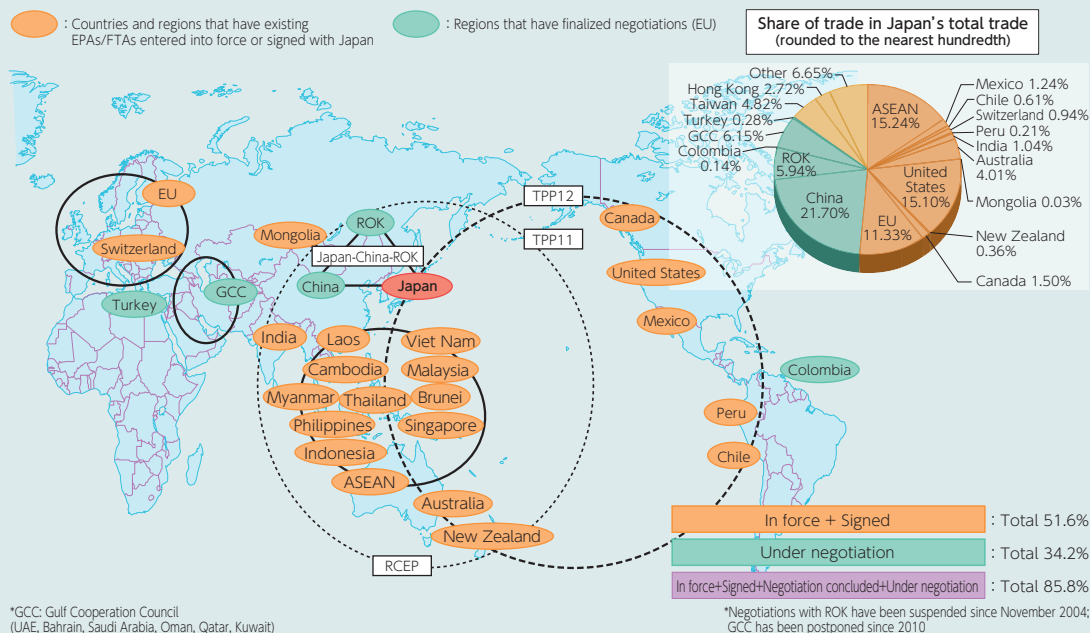 : Countries and regions that have existing
EPAs/FTAs entered into force or signed with Japan
: Regions that have finalized negotiations (EU)
Share of trade in Japan's total trade
(rounded to the nearest hundredth)
Other 6.65%
Hong Kong 2.72%
Taiwan 4.82%
Turkey 0.28%
GCC 6.15%
Colombia
0.14%
ROK
5.94%
China
21.70%
EU
11.33%
ASEAN
15.24%
United
States
15.10%
Mexico 1.24%
Chile 0.61%
Switzerland 0.94%
Peru 0.21%
India 1.04%
Australia
4.01%
Mongolia 0.03%
New Zealand
0.36%
Canada 1.50%
EU
Switzerland
Turkey
GCC
Mongolia
ROK
Japan-China-ROK
China
Japan
TPP12
TPP11
Canada
United States
Mexico
Colombia
Peru
Chile
India
Laos
Viet Nam
Cambodia
Malaysia
Myanmar
Thailand
Brunei
Philippines
Singapore
Indonesia
ASEAN
Australia
New Zealand
RCEP
In force + Signed
: Total 51.6%
Under negotiation
: Total 34.2%
In force+Signed+Negotiation concluded+Under negotiation
: Total 85.8%
*GCC: Gulf Cooperation Council
(UAE, Bahrain, Saudi Arabia, Oman, Qatar, Kuwait)
*Negotiations with ROK have been suspended since November 2004;
GCC has been postponed since 2010